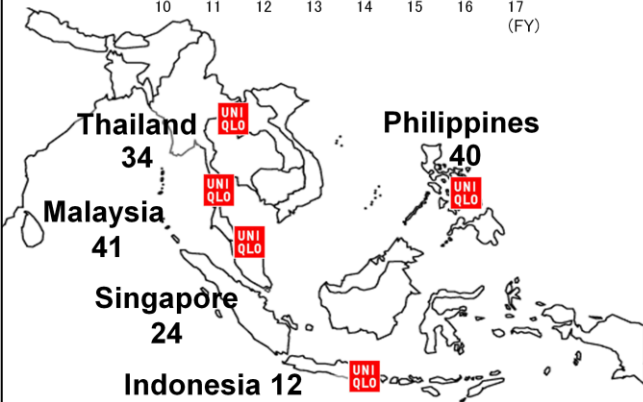 10 11 12 13 14 15 16 17
(FY)
UNI
QLO
Thailand
34
Philippines
40
UNI
QLO
UNI
QLO
Malaysia
41
UNI
QLO
Singapore
24
Indonesia 12
UNI
QLO